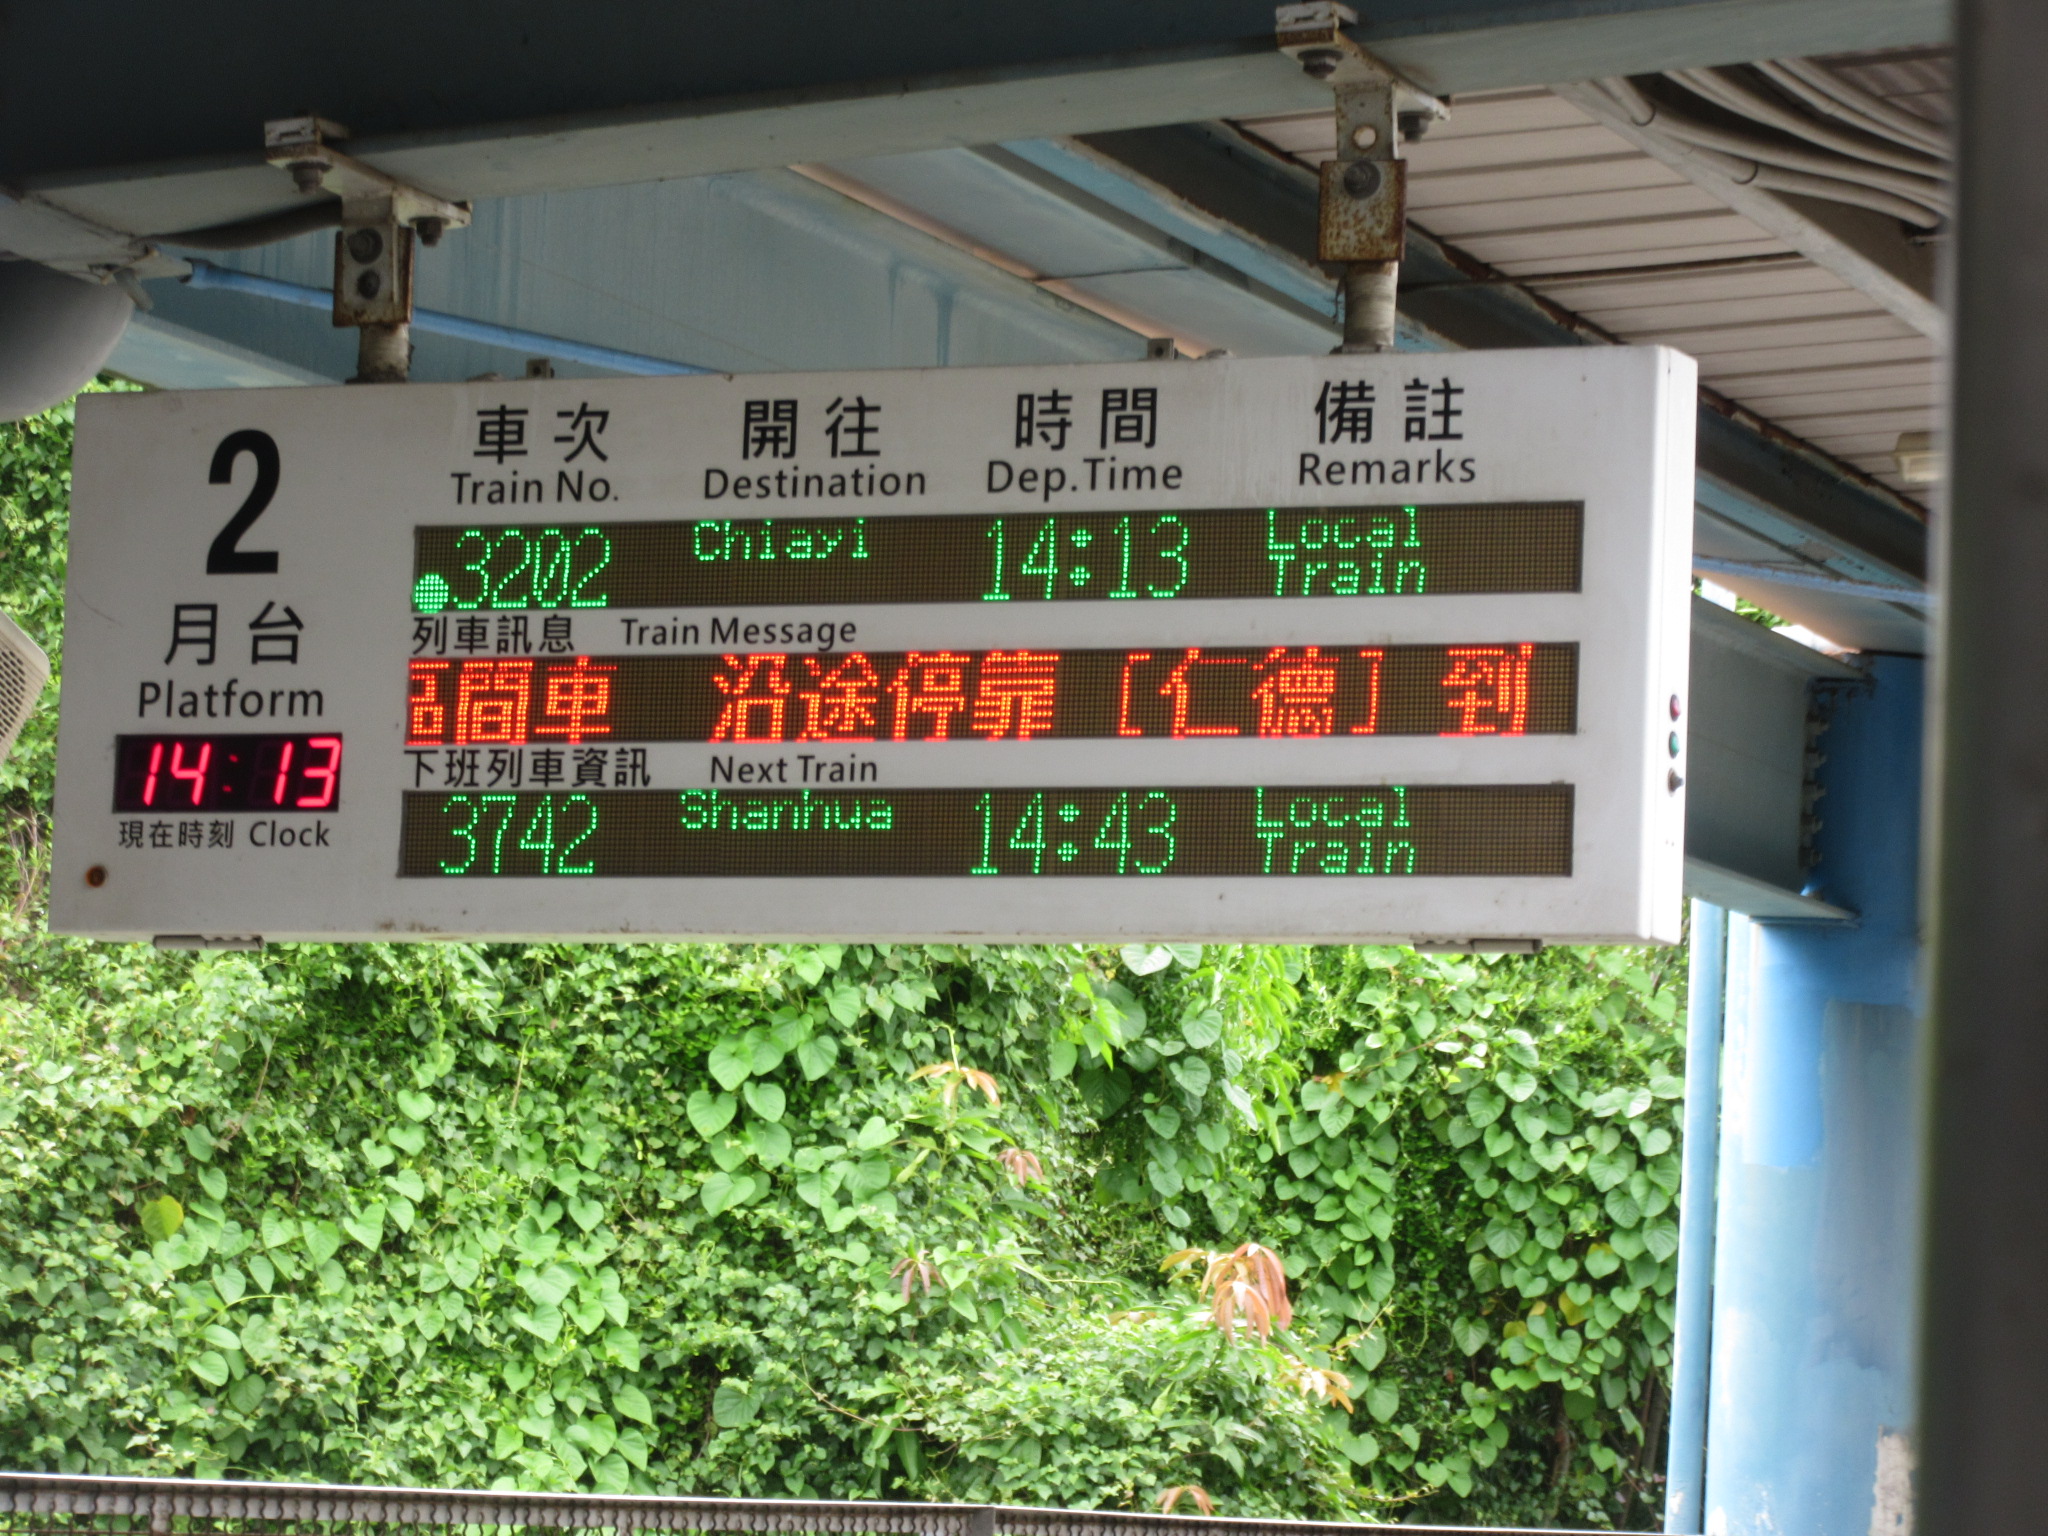 2
月台
Platform
14:13
現在時刻 Clock
車次 開往 時間 備註
Train No. Destination Dep.Time Remarks
3202 Chiayi 14:13 Local Train
列車訊息 Train Message
區間車 沿途停靠［仁德］到
下班列車資訊 Next Train
3742 Shanhua 14:43 Local Train